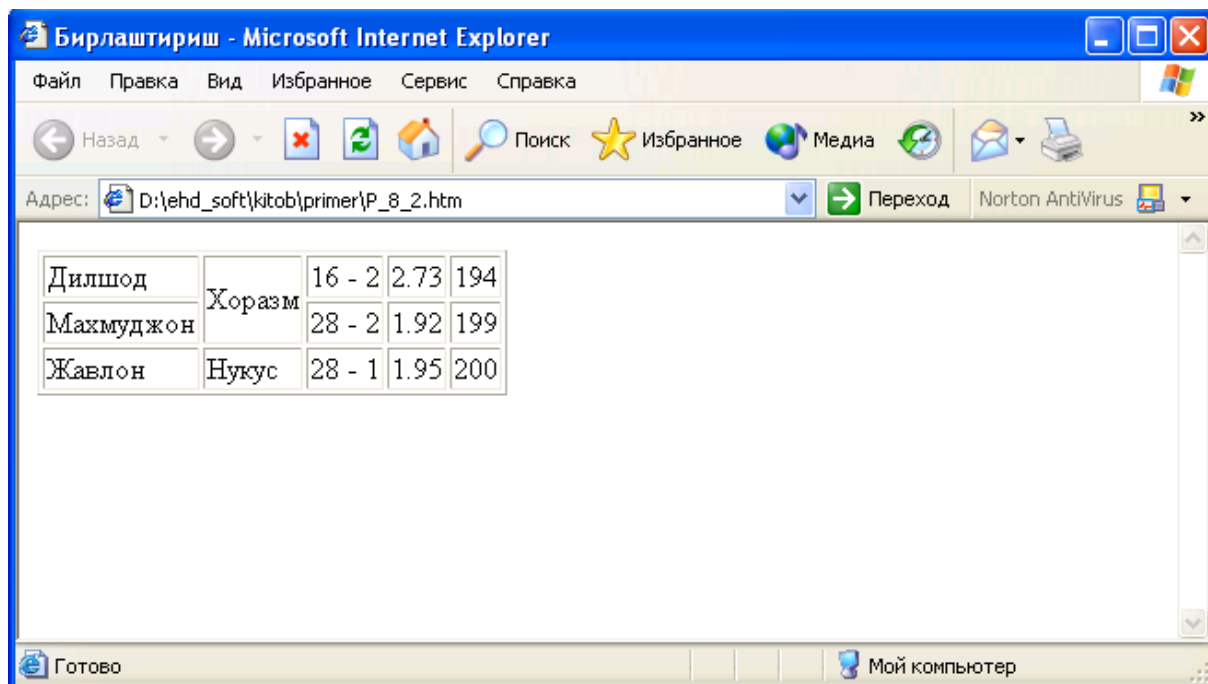 Бирлаштириш - Microsoft Internet Explorer
Файл Правка Вид Избранное Сервис Справка
Назад Поиск Избранное Медиа »
Адрес: D:\ehd_soft\kitob\primer\P_8_2.htm Переход Norton AntiVirus
Дилшод Хоразм 16 - 2 2.73 194
Махмуджон 28 - 2 1.92 199
Жавлон Нукус 28 - 1 1.95 200
Готово Мой компьютер